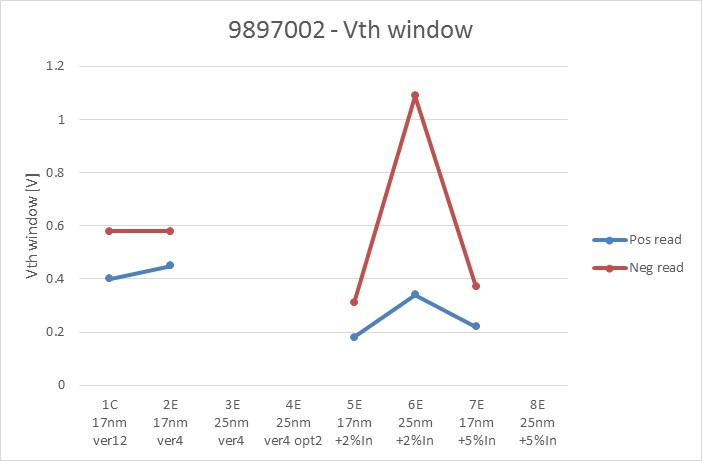 9897002 - Vth window
1.2
1
0.8
0.6
0.4
0.2
0
Vth window [V]
1C 2E 3E 4E 5E 6E 7E 8E
17nm 17nm 25nm 25nm 17nm 25nm 17nm 25nm
ver12 ver4 ver4 ver4 opt2 +2%In +2%In +5%In +5%In
Pos read
Neg read